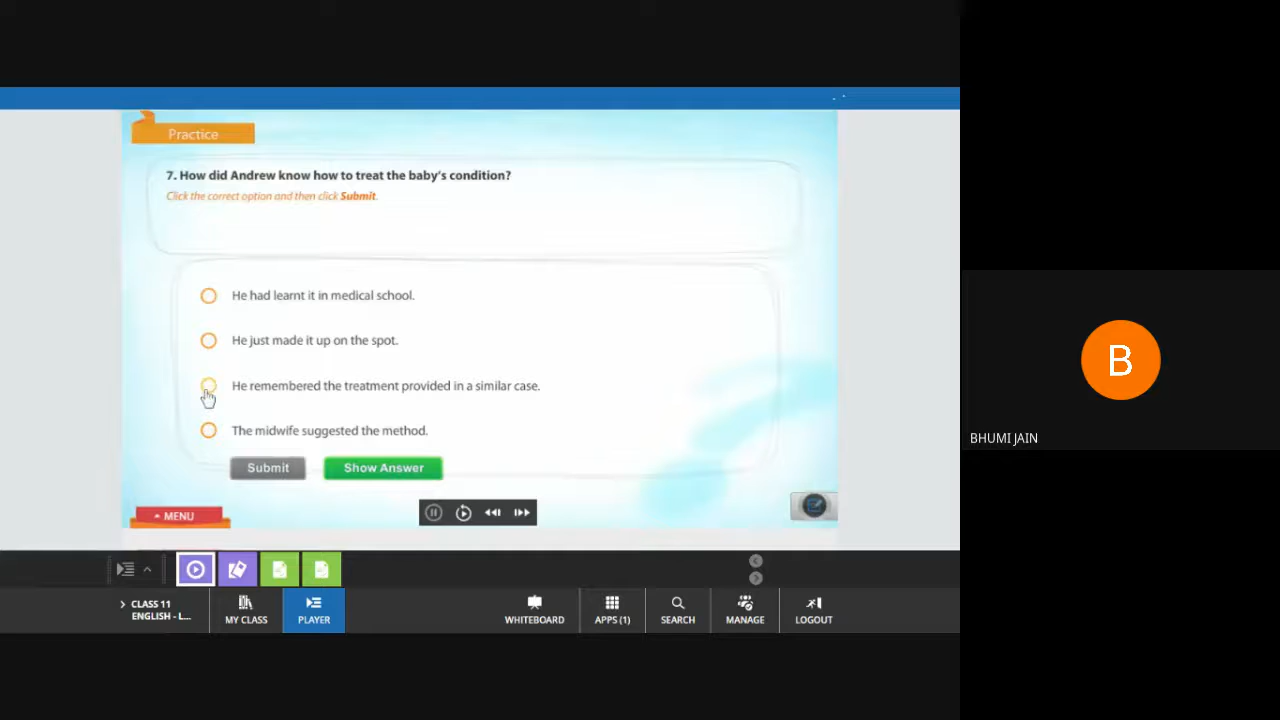 Practice
7. How did Andrew know how to treat the baby's condition?
Click the correct option and then click Submit.
He had learnt it in medical school.
He just made it up on the spot.
He remembered the treatment provided in a similar case.
The midwife suggested the method.
Submit
Show Answer
MENU
B
BHUMI JAIN
CLASS 11
ENGLISH - L...
MY CLASS
PLAYER
WHITEBOARD
APPS (1)
SEARCH
MANAGE
LOGOUT